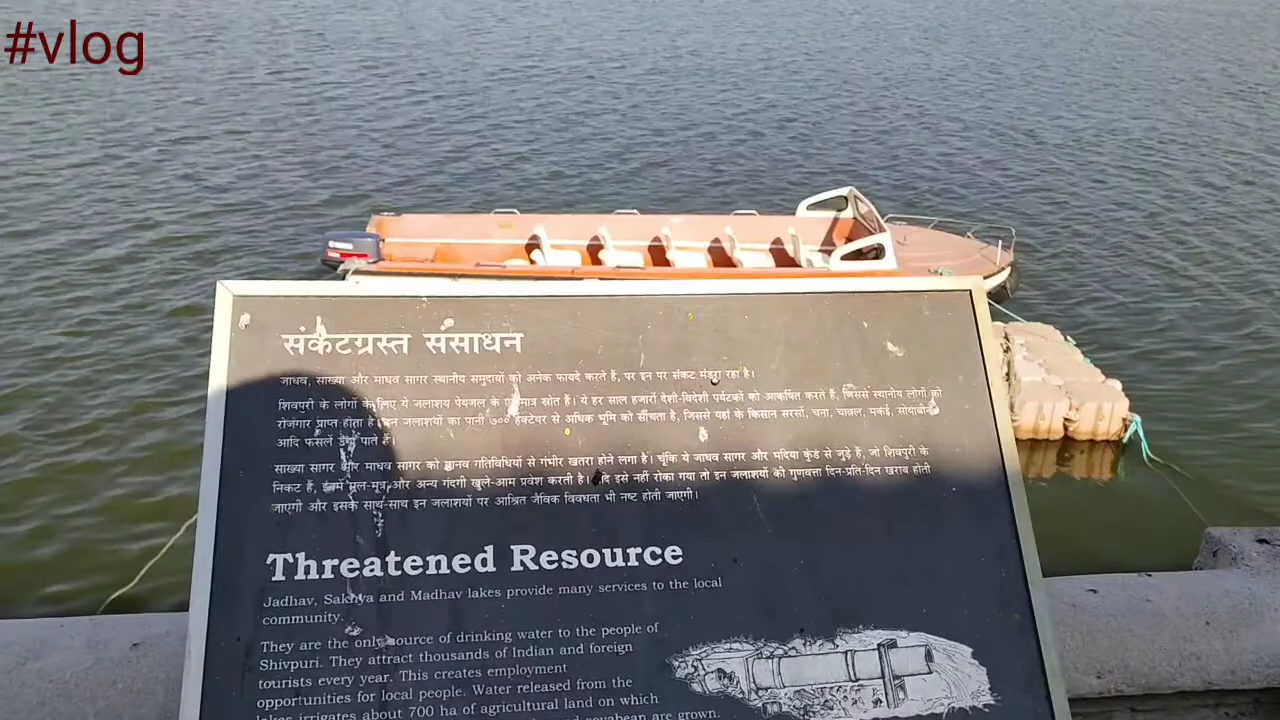 #vlog
संकटग्रस्त संसाधन
जाधव, साख्या और माधव सागर स्थानीय समुदायों को अनेक फायदे करते हैं, पर इन पर संकट मंडरा रहा है।
शिवपुरी के लोगों के लिए ये जलाशय पेयजल के एकमात्र स्रोत हैं। ये हर साल हजारों देशी-विदेशी पर्यटकों को आकर्षित करते हैं, जिससे स्थानीय लोगों को
रोजगार प्राप्त होता है। इन जलाशयों का पानी ७०० हेक्टेयर से अधिक भूमि को सींचता है, जिससे यहां के किसान सरसों, चना, चावल, मकई, सोयाबीन
आदि फसलें उगा पाते हैं।
साख्या सागर और माधव सागर को मानव गतिविधियों से गंभीर खतरा होने लगा है। चूंकि ये जाधव सागर और भदिया कुंड से जुड़े हैं, जो शिवपुरी के
निकट हैं, इनमें मल-मूत्र और अन्य गंदगी खुले-आम प्रवेश करती है। यदि इसे नहीं रोका गया तो इन जलाशयों की गुणवत्ता दिन-प्रति-दिन खराब होती
जाएगी और इसके साथ-साथ इन जलाशयों पर आश्रित जैविक विवधता भी नष्ट होती जाएगी।
Threatened Resource
Jadhav, Sakhya and Madhav lakes provide many services to the local
community.
They are the only source of drinking water to the people of
Shivpuri. They attract thousands of Indian and foreign
tourists every year. This creates employment
opportunities for local people. Water released from the
lakes irrigates about 700 ha of agricultural land on which
soyabean are grown.